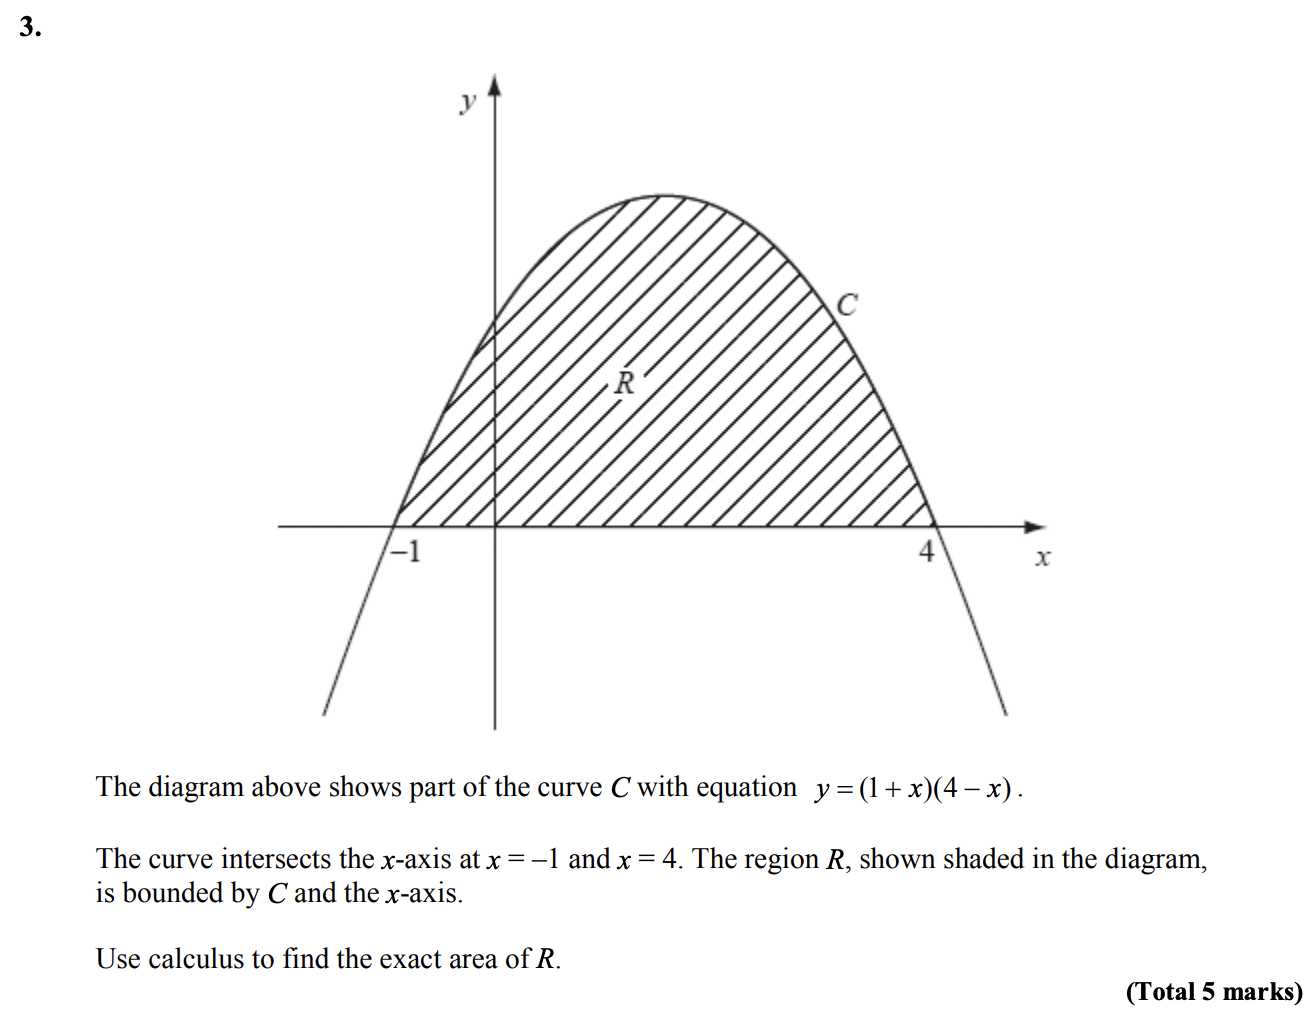 3.
y
C
R
–1
4
x
The diagram above shows part of the curve C with equation y = (1 + x)(4 – x) .
The curve intersects the x-axis at x = –1 and x = 4. The region R, shown shaded in the diagram,
is bounded by C and the x-axis.
Use calculus to find the exact area of R.
(Total 5 marks)